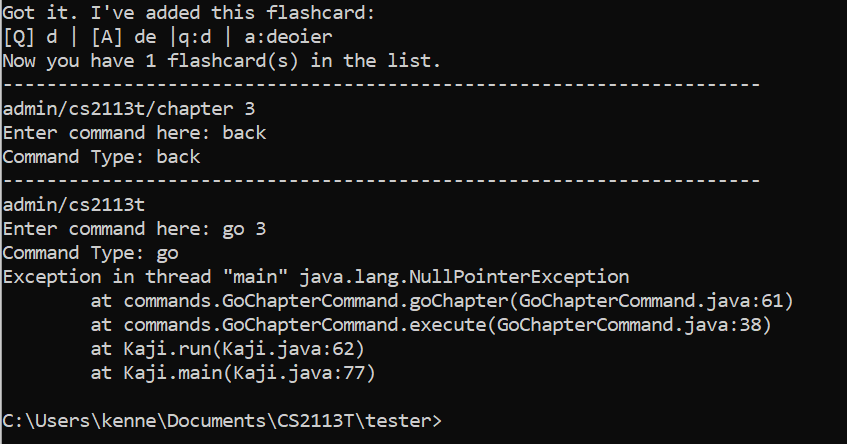 Got it. I've added this flashcard:
[Q] d | [A] de |q:d | a:deoier
Now you have 1 flashcard(s) in the list.
---------------------------------------------------------------------
admin/cs2113t/chapter 3
Enter command here: back
Command Type: back
---------------------------------------------------------------------
admin/cs2113t
Enter command here: go 3
Command Type: go
Exception in thread "main" java.lang.NullPointerException
        at commands.GoChapterCommand.goChapter(GoChapterCommand.java:61)
        at commands.GoChapterCommand.execute(GoChapterCommand.java:38)
        at Kaji.run(Kaji.java:62)
        at Kaji.main(Kaji.java:77)
C:\Users\kenne\Documents\CS2113T\tester>